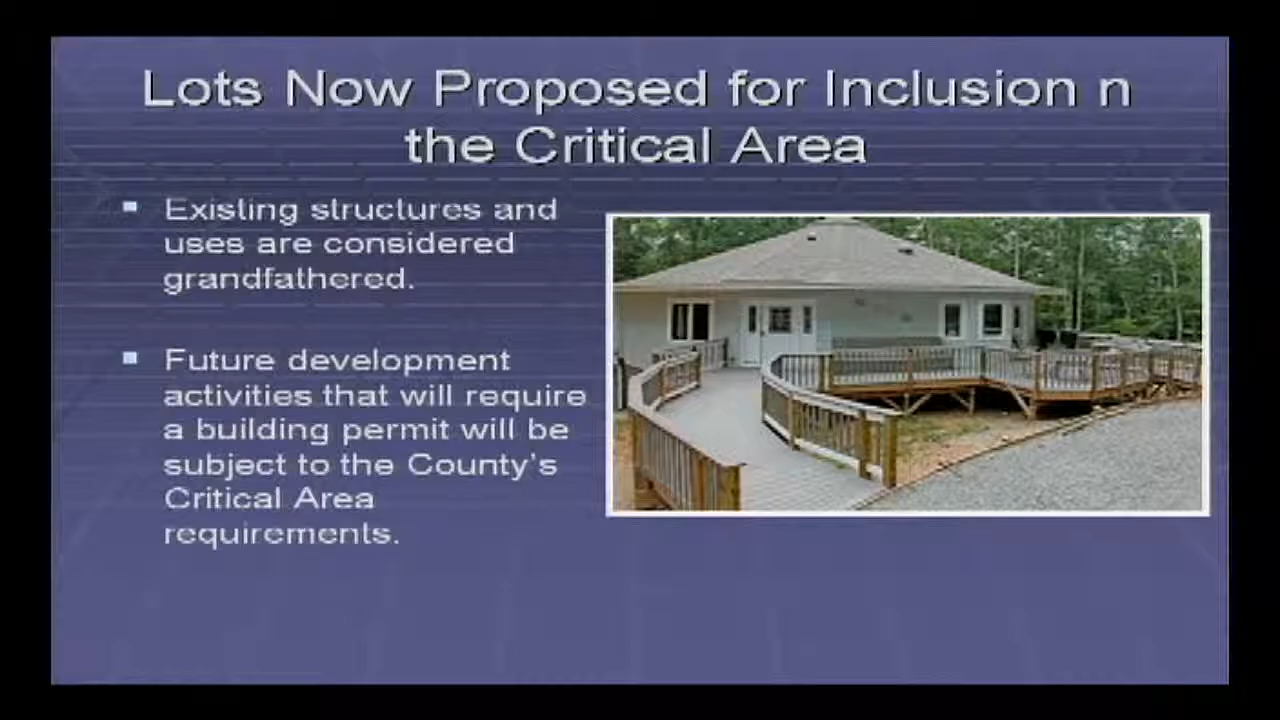 Lots Now Proposed for Inclusion n
the Critical Area
Existing structures and
uses are considered
grandfathered.
Future development
activities that will require
a building permit will be
subject to the County's
Critical Area
requirements.